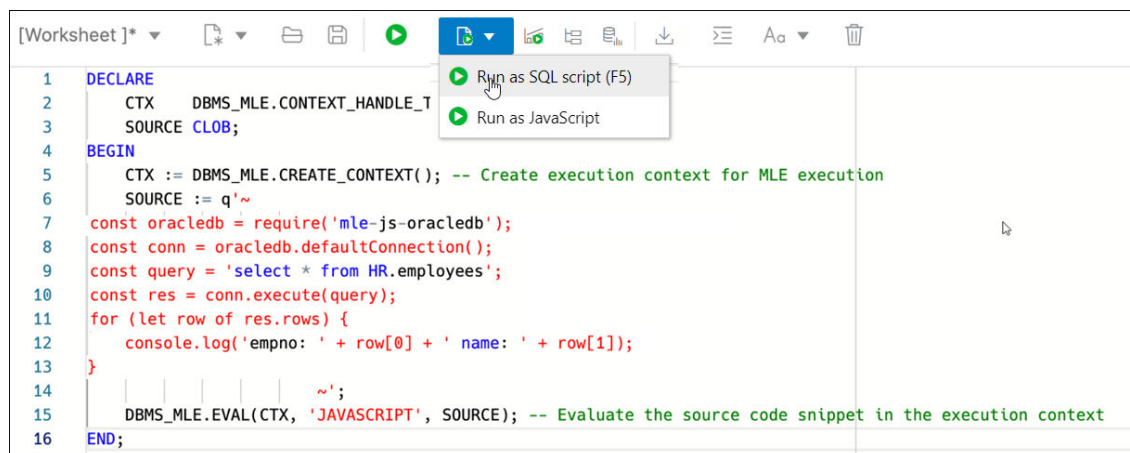 [Worksheet ]*
Aa
Run as SQL script (F5)
Run as JavaScript
1 DECLARE
2 CTX DBMS_MLE.CONTEXT_HANDLE_T
3 SOURCE CLOB;
4 BEGIN
5 CTX := DBMS_MLE.CREATE_CONTEXT(); -- Create execution context for MLE execution
6 SOURCE := q'~
7 const oracledb = require('mle-js-oracledb');
8 const conn = oracledb.defaultConnection();
9 const query = 'select * from HR.employees';
10 const res = conn.execute(query);
11 for (let row of res.rows) {
12 console.log('empno: ' + row[0] + ' name: ' + row[1]);
13 }
14 ~';
15 DBMS_MLE.EVAL(CTX, 'JAVASCRIPT', SOURCE); -- Evaluate the source code snippet in the execution context
16 END;